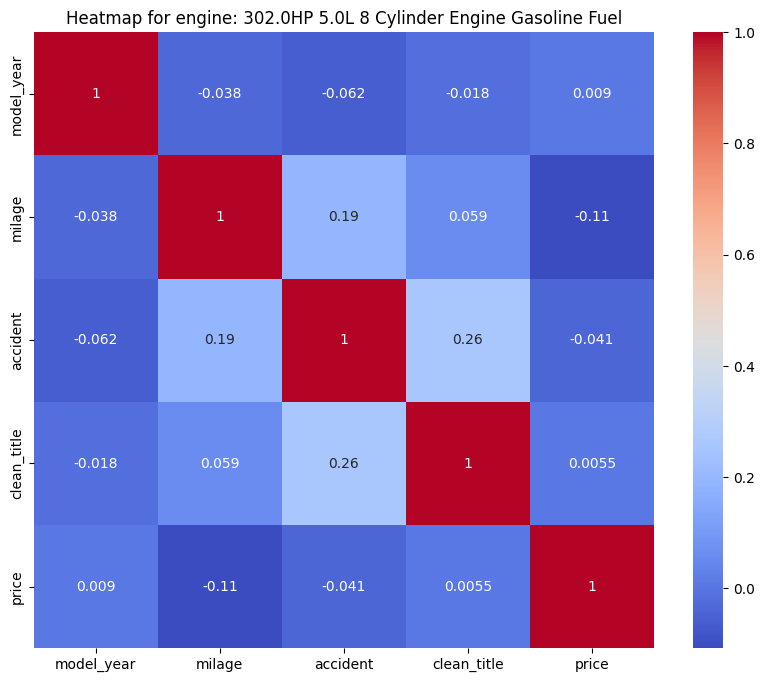 Heatmap for engine: 302.0HP 5.0L 8 Cylinder Engine Gasoline Fuel
model_year 1 -0.038 -0.062 -0.018 0.009
milage -0.038 1 0.19 0.059 -0.11
accident -0.062 0.19 1 0.26 -0.041
clean_title -0.018 0.059 0.26 1 0.0055
price 0.009 -0.11 -0.041 0.0055 1
model_year milage accident clean_title price
1.0
0.8
0.6
0.4
0.2
0.0